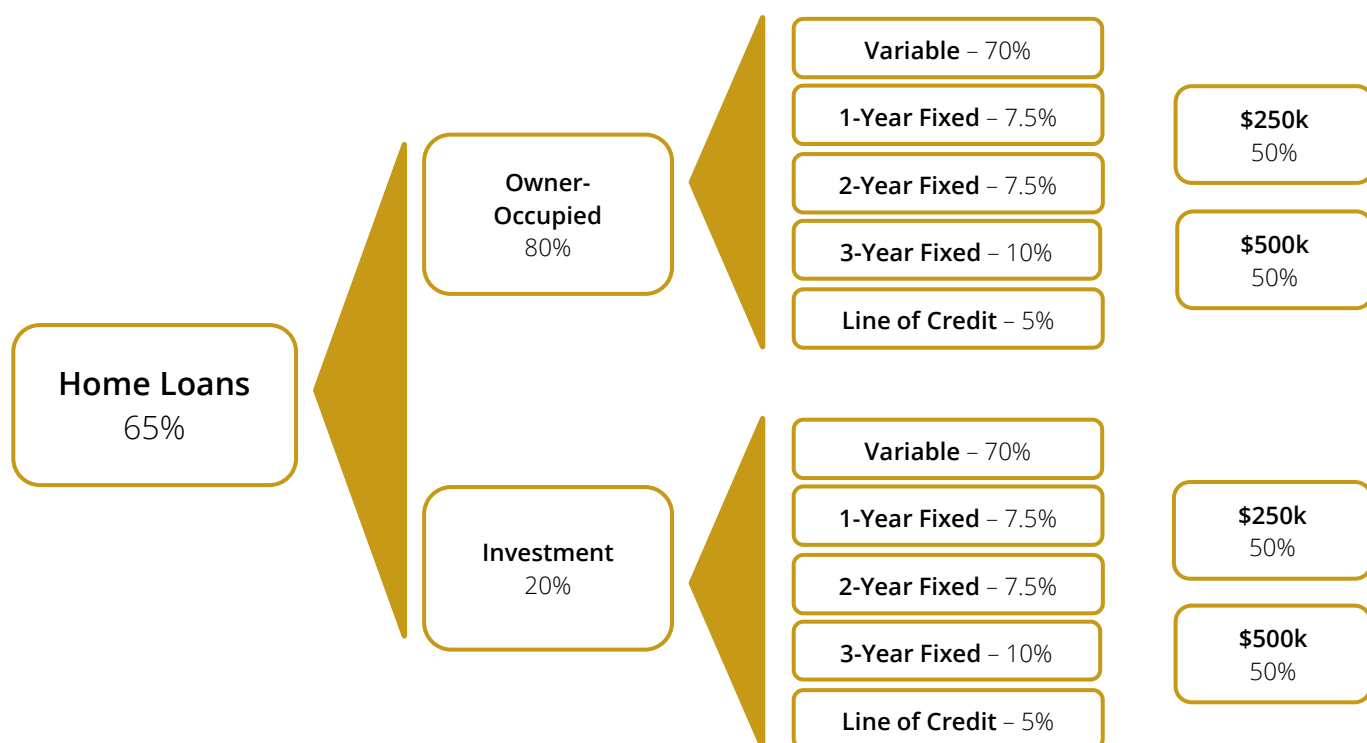 Home Loans
65%
Owner-
Occupied
80%
Variable – 70%
1-Year Fixed – 7.5%
2-Year Fixed – 7.5%
3-Year Fixed – 10%
Line of Credit – 5%
$250k
50%
$500k
50%
Investment
20%
Variable – 70%
1-Year Fixed – 7.5%
2-Year Fixed – 7.5%
3-Year Fixed – 10%
Line of Credit – 5%
$250k
50%
$500k
50%